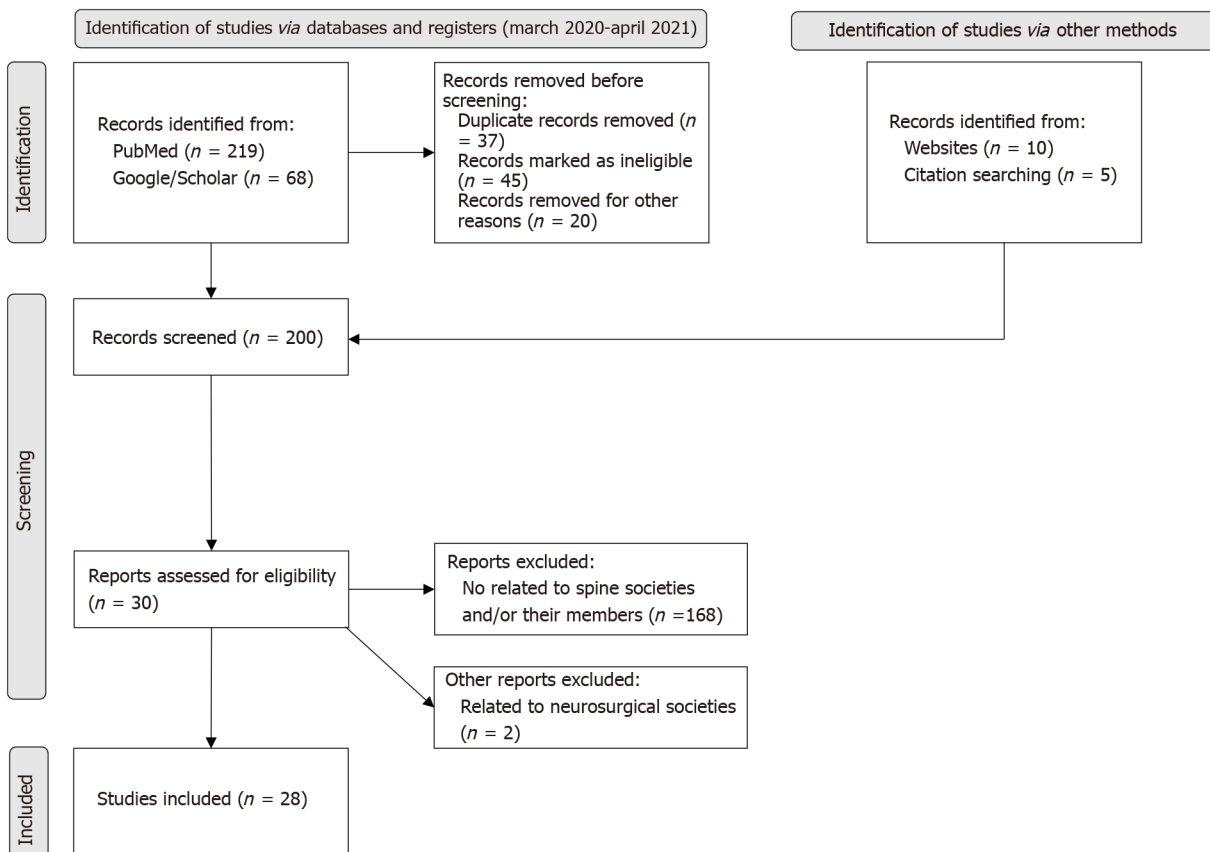 Identification of studies via databases and registers (march 2020-april 2021)
Identification of studies via other methods
Identification
Records identified from:
PubMed (n = 219)
Google/Scholar (n = 68)
Records removed before
screening:
Duplicate records removed (n
= 37)
Records marked as ineligible
(n = 45)
Records removed for other
reasons (n = 20)
Records identified from:
Websites (n = 10)
Citation searching (n = 5)
Screening
Records screened (n = 200)
Reports assessed for eligibility
(n = 30)
Reports excluded:
No related to spine societies
and/or their members (n =168)
Other reports excluded:
Related to neurosurgical societies
(n = 2)
Included
Studies included (n = 28)